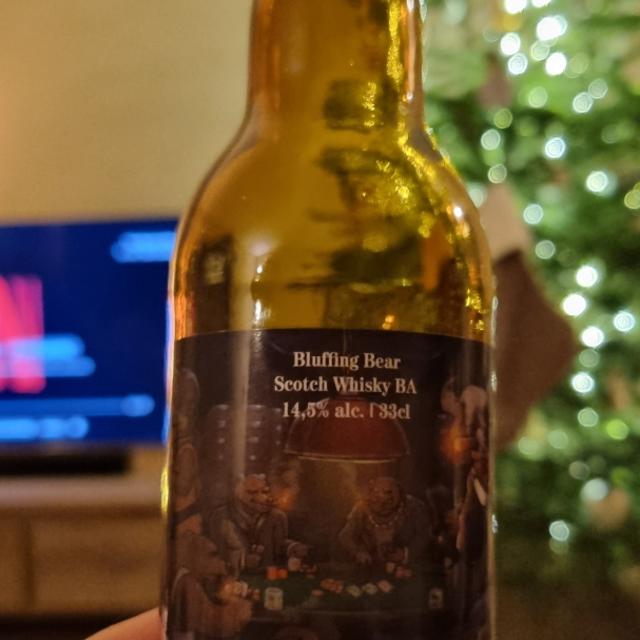 Bluffing Bear
Scotch Whisky BA
14,5% alc. | 33cl